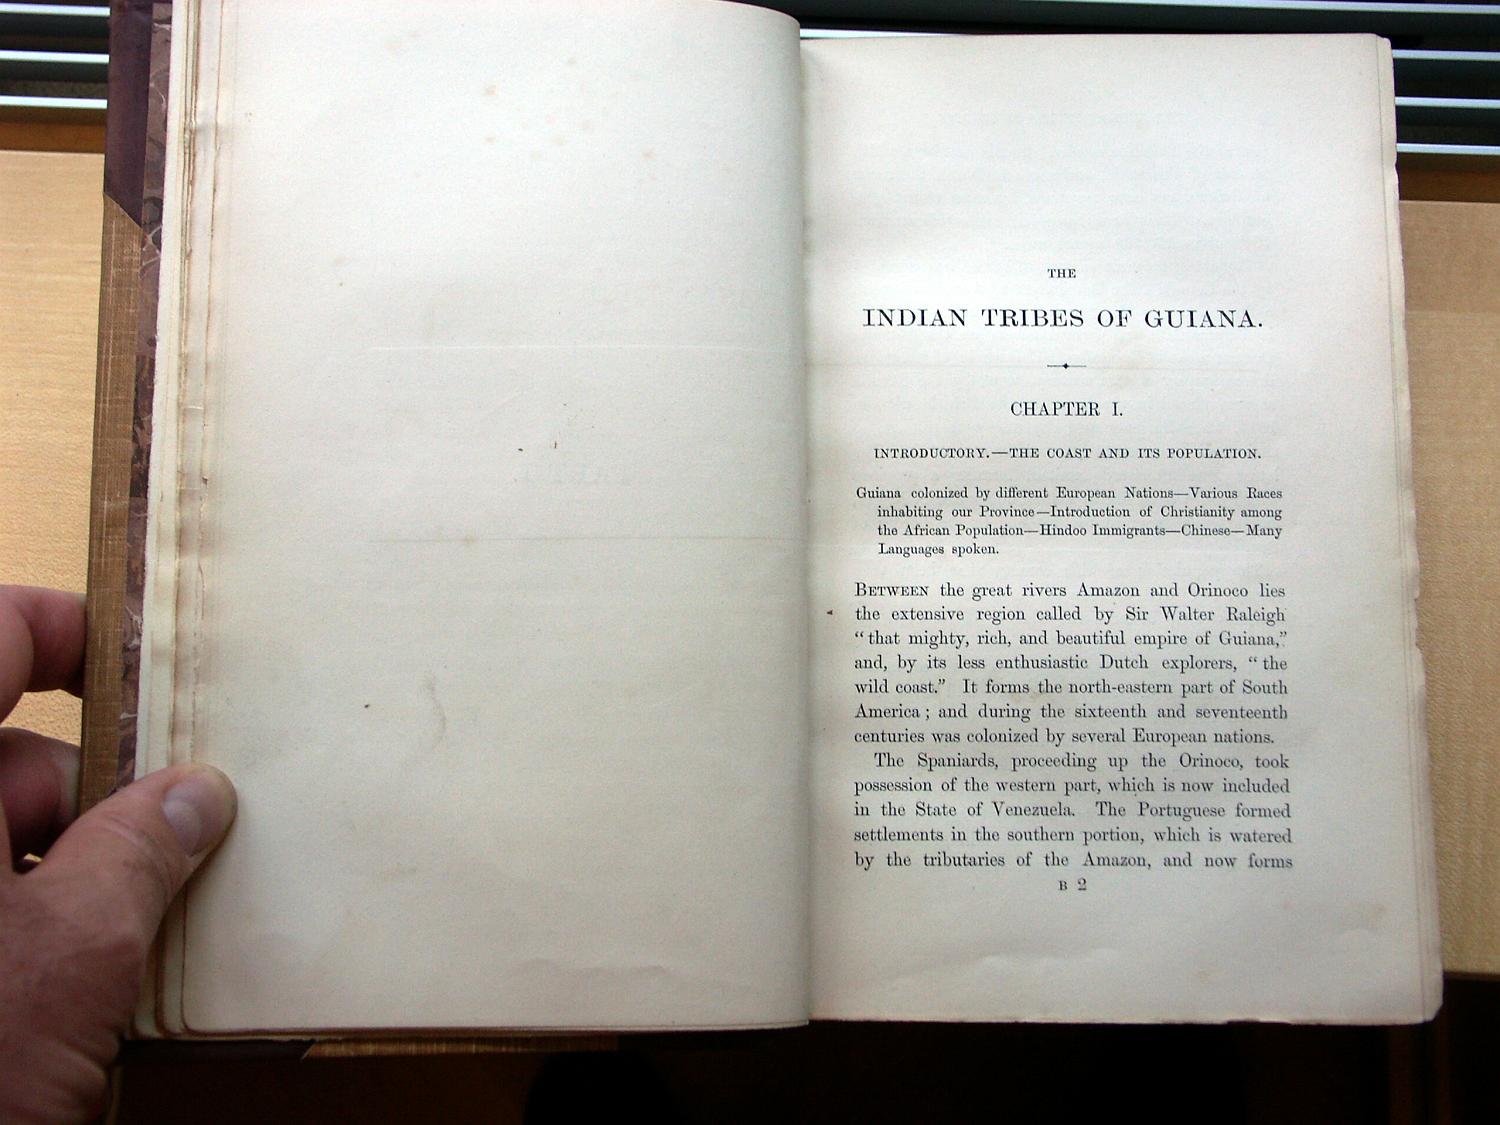 THE
INDIAN TRIBES OF GUIANA.
CHAPTER I.
INTRODUCTORY.—THE COAST AND ITS POPULATION.
Guiana colonized by different European Nations—Various Races
inhabiting our Province—Introduction of Christianity among
the African Population—Hindoo Immigrants—Chinese—Many
Languages spoken.
BETWEEN the great rivers Amazon and Orinoco lies
the extensive region called by Sir Walter Raleigh
“that mighty, rich, and beautiful empire of Guiana,”
and, by its less enthusiastic Dutch explorers, “the
wild coast.” It forms the north-eastern part of South
America; and during the sixteenth and seventeenth
centuries was colonized by several European nations.
The Spaniards, proceeding up the Orinoco, took
possession of the western part, which is now included
in the State of Venezuela. The Portuguese formed
settlements in the southern portion, which is watered
by the tributaries of the Amazon, and now forms
B 2